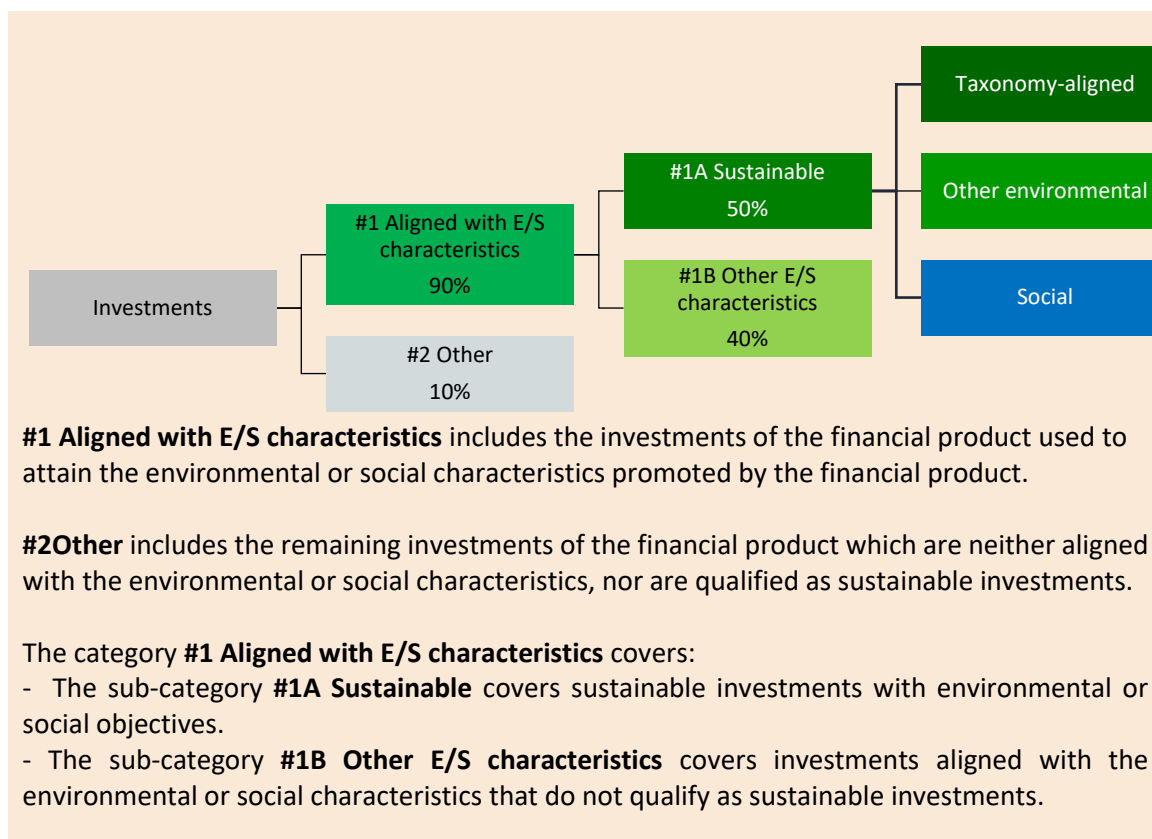 Taxonomy-aligned
#1A Sustainable
50%
Other environmental
#1 Aligned with E/S
characteristics
90%
#1B Other E/S
characteristics
40%
Social
Investments
#2 Other
10%
#1 Aligned with E/S characteristics includes the investments of the financial product used to
attain the environmental or social characteristics promoted by the financial product.
#2Other includes the remaining investments of the financial product which are neither aligned
with the environmental or social characteristics, nor are qualified as sustainable investments.
The category #1 Aligned with E/S characteristics covers:
- The sub-category #1A Sustainable covers sustainable investments with environmental or
social objectives.
- The sub-category #1B Other E/S characteristics covers investments aligned with the
environmental or social characteristics that do not qualify as sustainable investments.